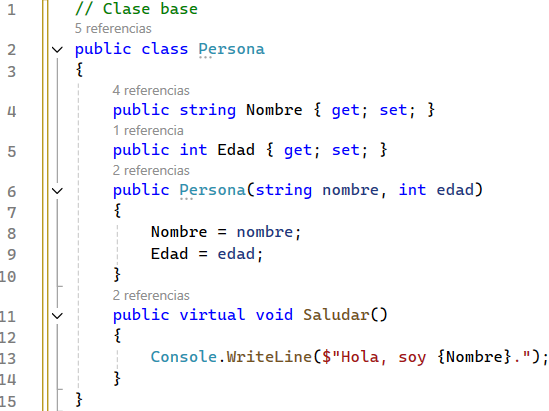 1 // Clase base
5 referencias
2 public class Persona
3 {
4 referencias
4 public string Nombre { get; set; }
1 referencia
5 public int Edad { get; set; }
2 referencias
6 public Persona(string nombre, int edad)
7 {
8 Nombre = nombre;
9 Edad = edad;
10 }
2 referencias
11 public virtual void Saludar()
12 {
13 Console.WriteLine($"Hola, soy {Nombre}.");
14 }
15 }